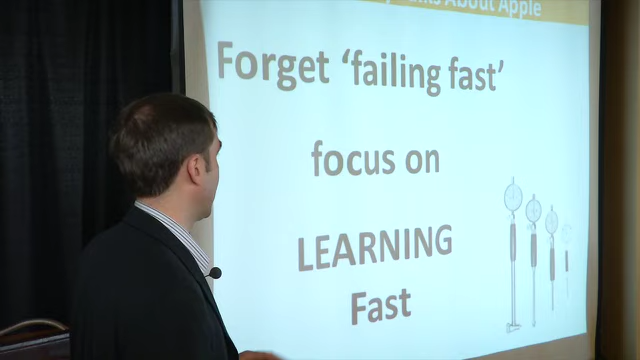 About Apple
Forget 'failing fast'
focus on
LEARNING
Fast